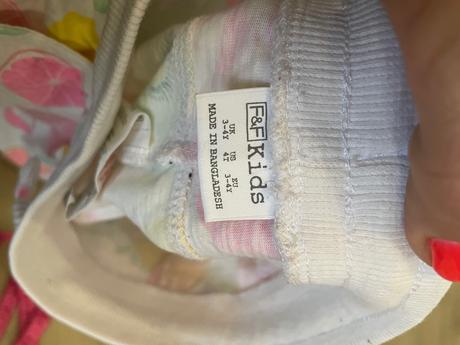 F&F Kids
UK US EU
3-4Y 4T 3-4Y
MADE IN BANGLADESH